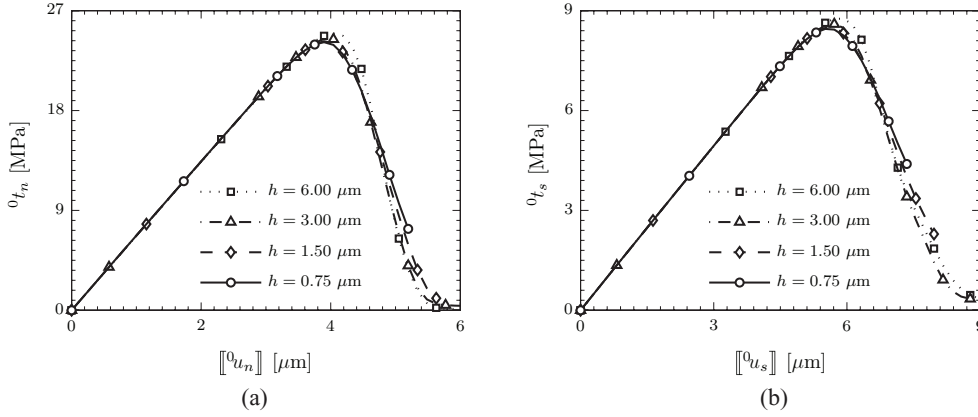 27
18
9
0
⁰tₙ [MPa]
h = 6.00 μm
h = 3.00 μm
h = 1.50 μm
h = 0.75 μm
0 2 4 6
⟦⁰uₙ⟧ [μm]
(a)
9
6
3
0
⁰tₛ [MPa]
h = 6.00 μm
h = 3.00 μm
h = 1.50 μm
h = 0.75 μm
0 3 6 9
⟦⁰uₛ⟧ [μm]
(b)